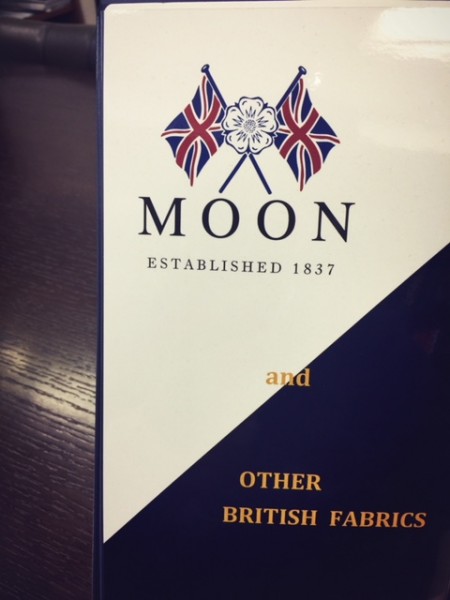 MOON
ESTABLISHED 1837
and
OTHER
BRITISH FABRICS